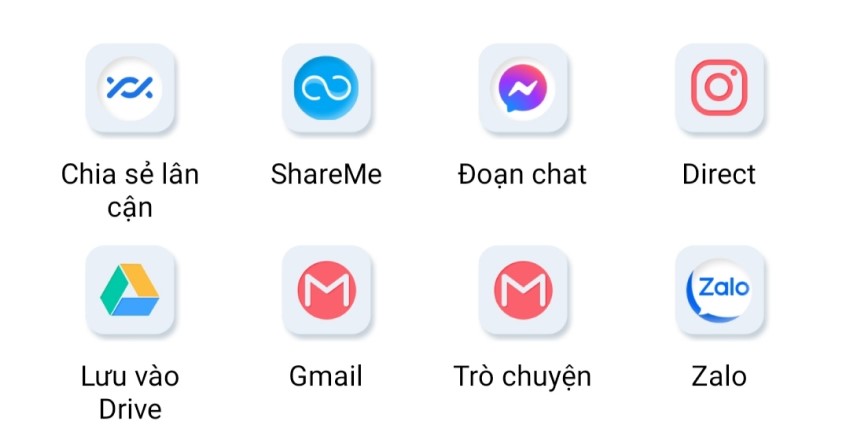 Chia sẻ lân
cận
ShareMe
Đoạn chat
Direct
Lưu vào
Drive
Gmail
Trò chuyện
Zalo
Zalo